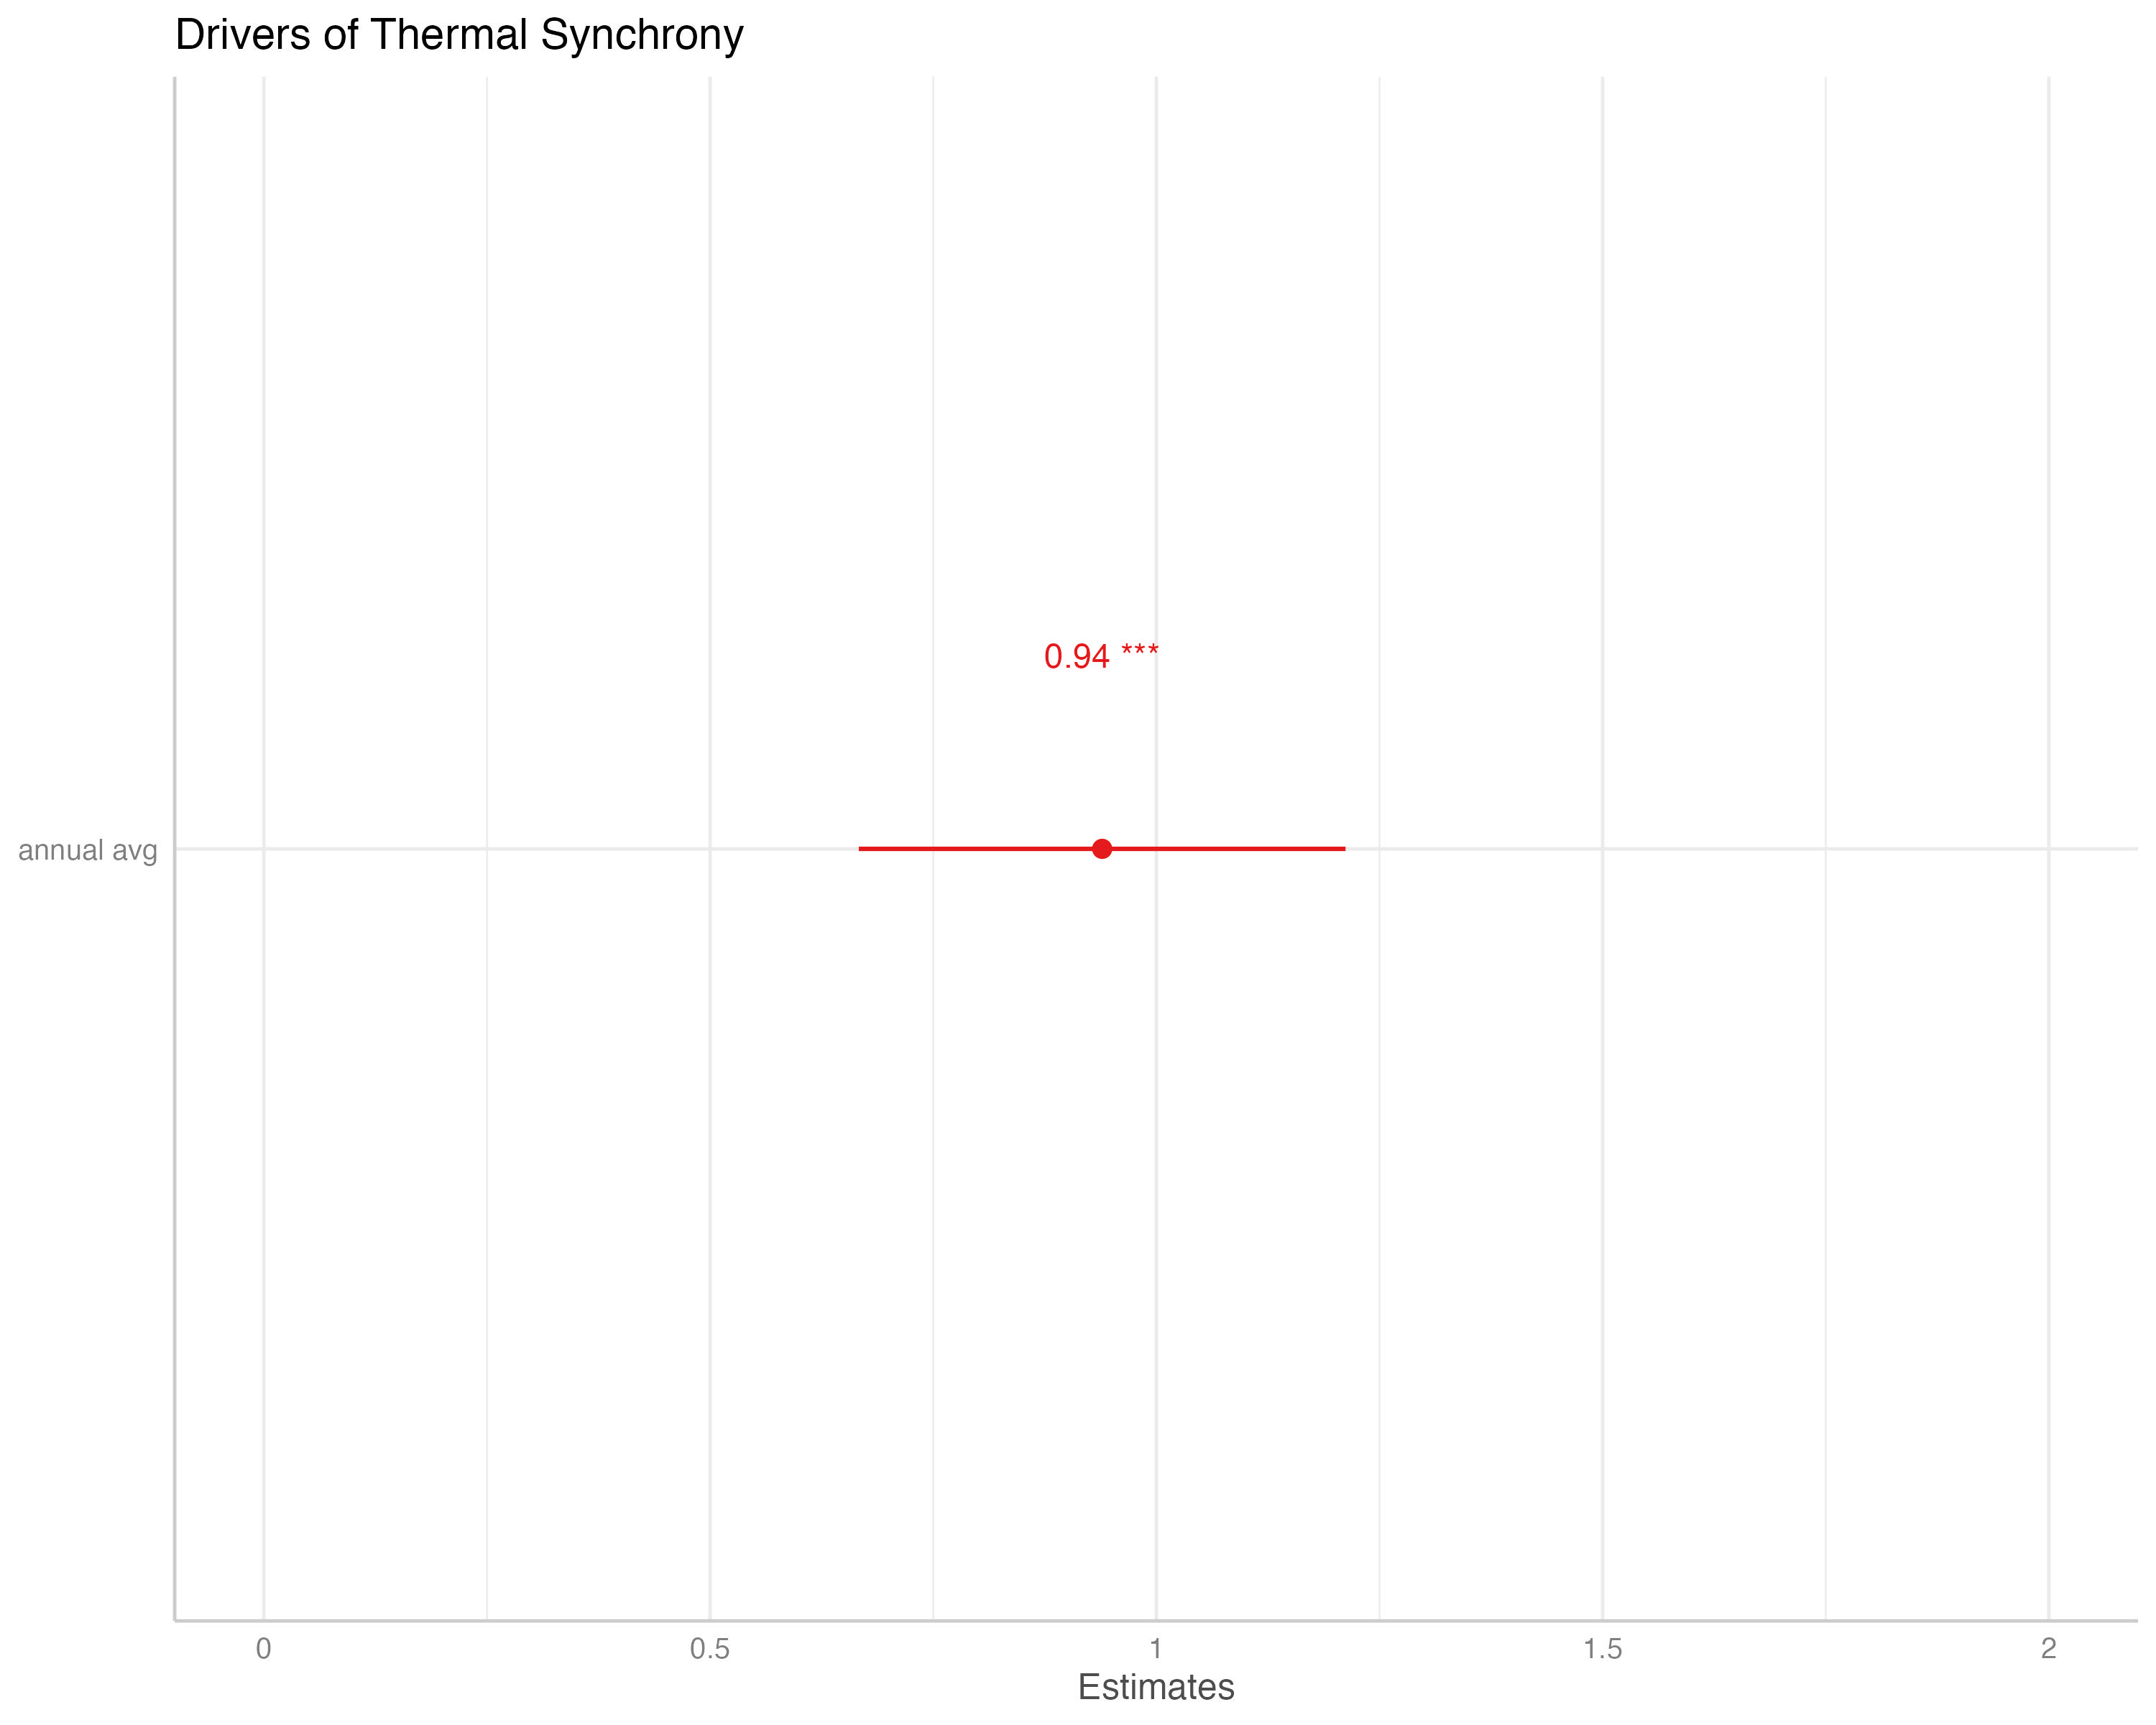 Drivers of Thermal Synchrony
0.94 ***
annual avg
0 0.5 1 1.5 2
Estimates